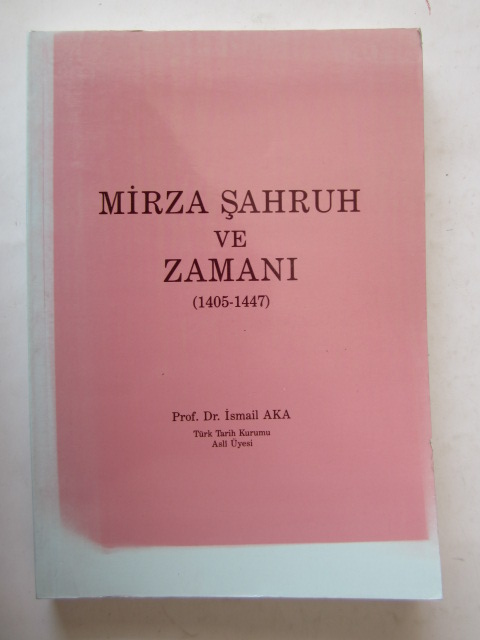 MİRZA ŞAHRUH
VE
ZAMANI
(1405-1447)
Prof. Dr. İsmail AKA
Türk Tarih Kurumu
Asli Üyesi